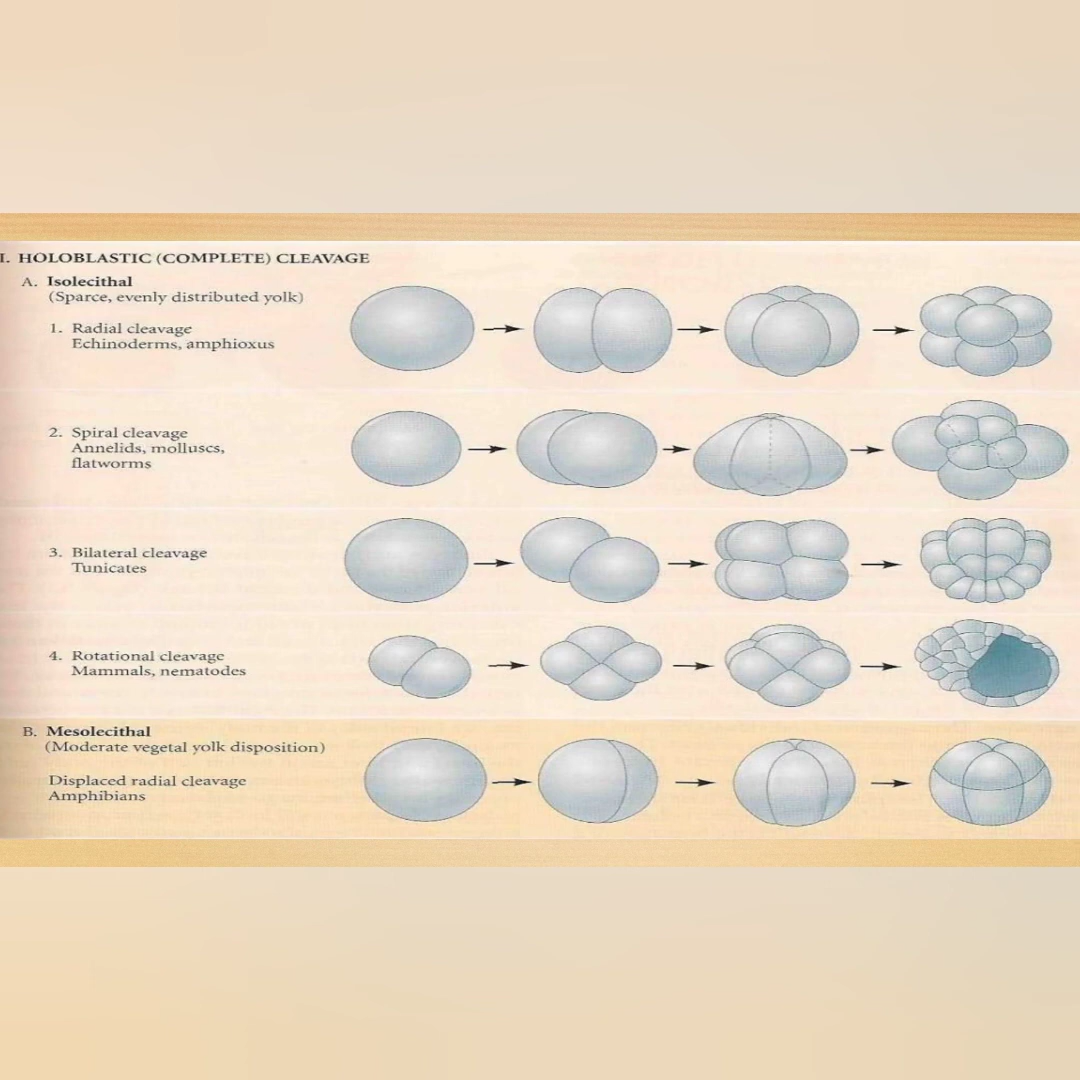 I. HOLOBLASTIC (COMPLETE) CLEAVAGE
A. Isolecithal
(Sparce, evenly distributed yolk)
1. Radial cleavage
Echinoderms, amphioxus
2. Spiral cleavage
Annelids, molluscs,
flatworms
3. Bilateral cleavage
Tunicates
4. Rotational cleavage
Mammals, nematodes
B. Mesolecithal
(Moderate vegetal yolk disposition)
Displaced radial cleavage
Amphibians